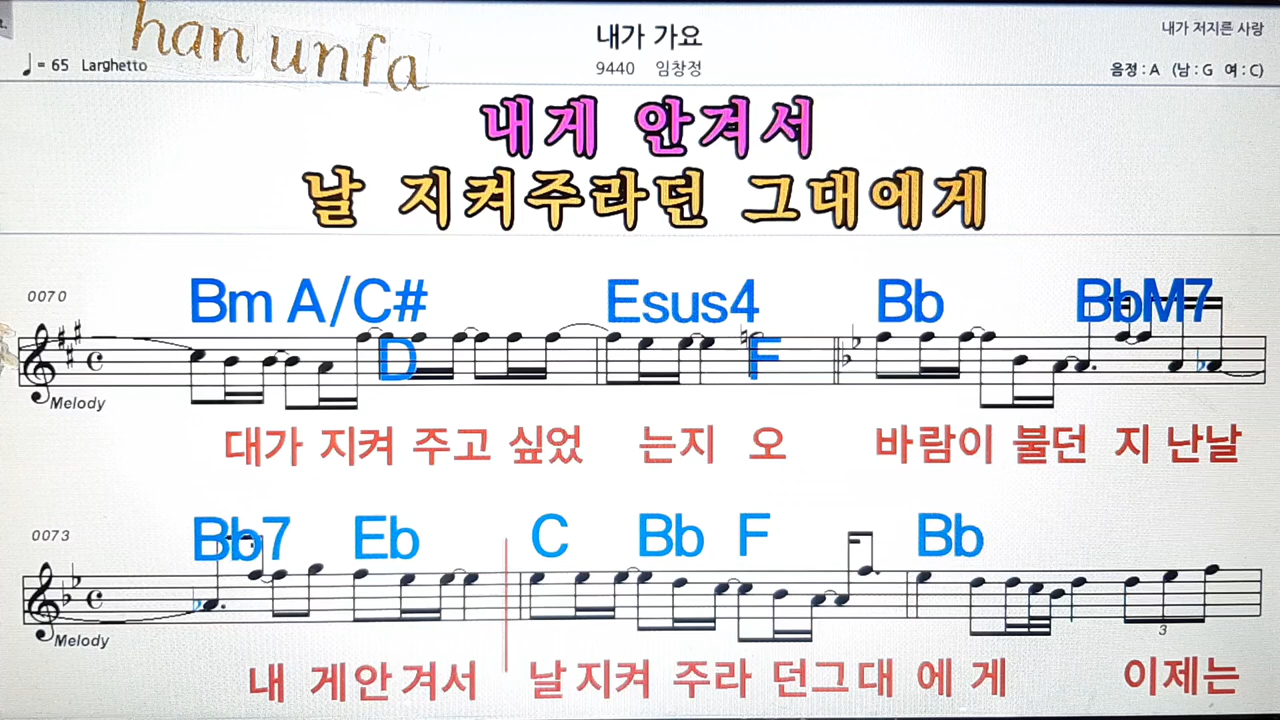 t.
han unfa
내가 가요
내가 저지른 사랑
♩= 65 Larghetto
9440 임창정
음정 : A (남 : G 여 : C)
내게 안겨서
날 지켜주라던 그대에게
0070
Bm A/C# D Esus4 F Bb BbM7
Melody
대가 지켜 주고 싶었 는지 오 바람이 불던 지 난날
0073
Bb7 Eb C Bb F Bb
Melody
3
내 게안 겨서 날 지켜 주라 던그대 에 게 이제는